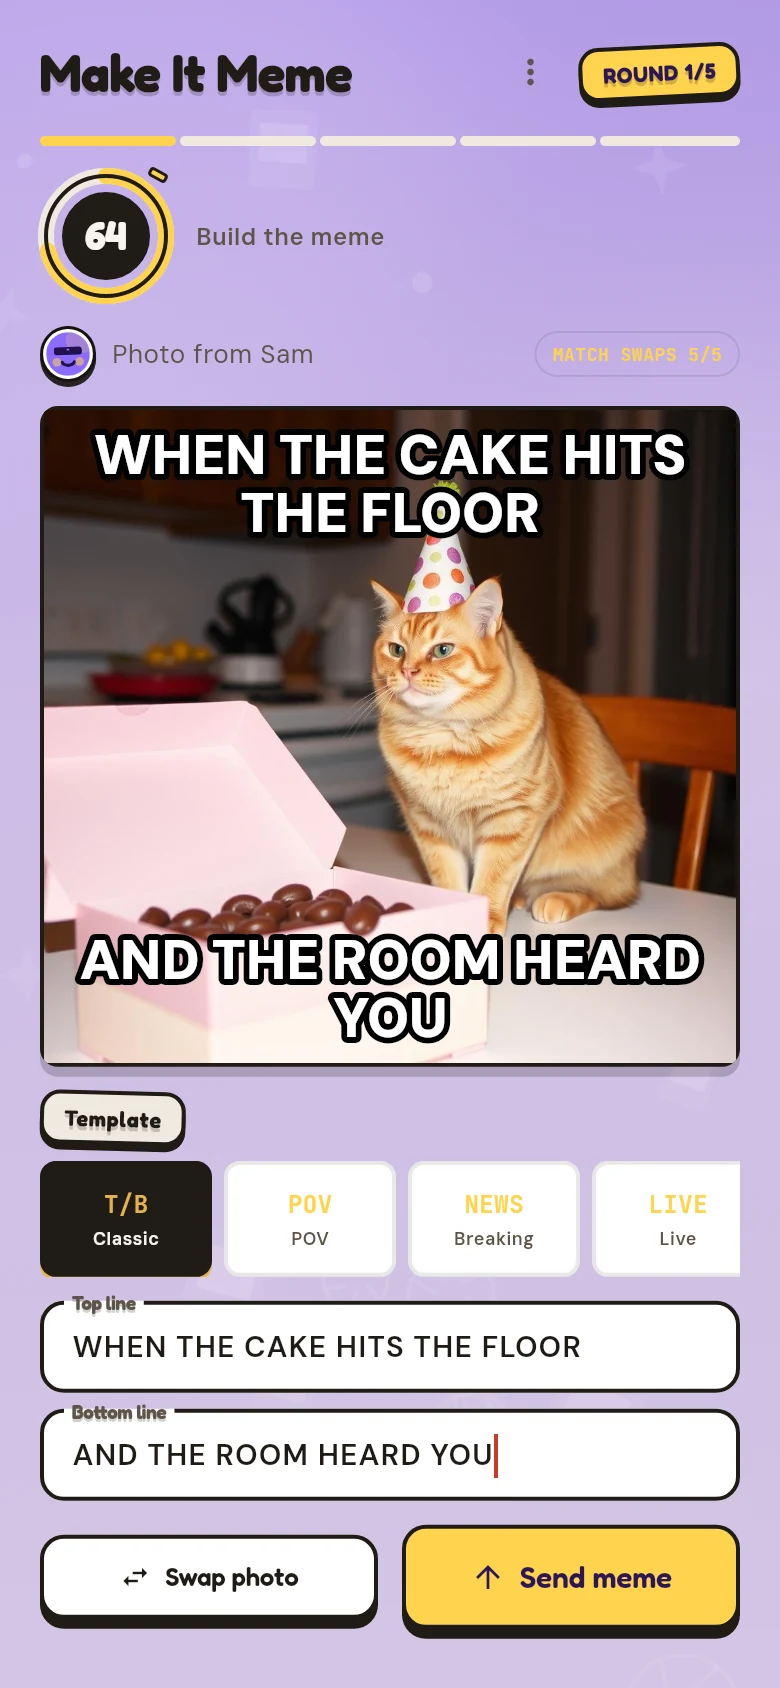 Make It Meme
ROUND 1/5
64
Build the meme
Photo from Sam
MATCH SWAPS 5/5
WHEN THE CAKE HITS
THE FLOOR
AND THE ROOM HEARD
YOU
Template
T/B
Classic
POV
POV
NEWS
Breaking
LIVE
Live
Top line
WHEN THE CAKE HITS THE FLOOR
Bottom line
AND THE ROOM HEARD YOU
Swap photo
Send meme